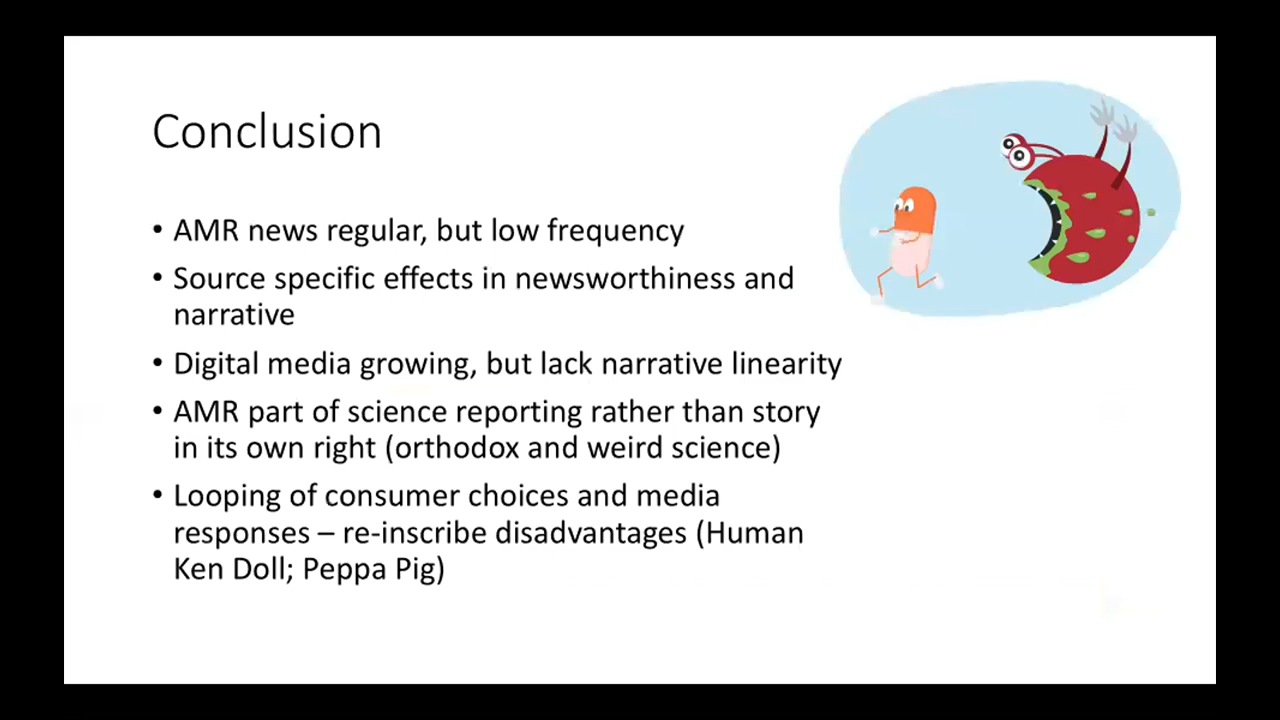 Conclusion
• AMR news regular, but low frequency
• Source specific effects in newsworthiness and
narrative
• Digital media growing, but lack narrative linearity
• AMR part of science reporting rather than story
in its own right (orthodox and weird science)
• Looping of consumer choices and media
responses – re-inscribe disadvantages (Human
Ken Doll; Peppa Pig)